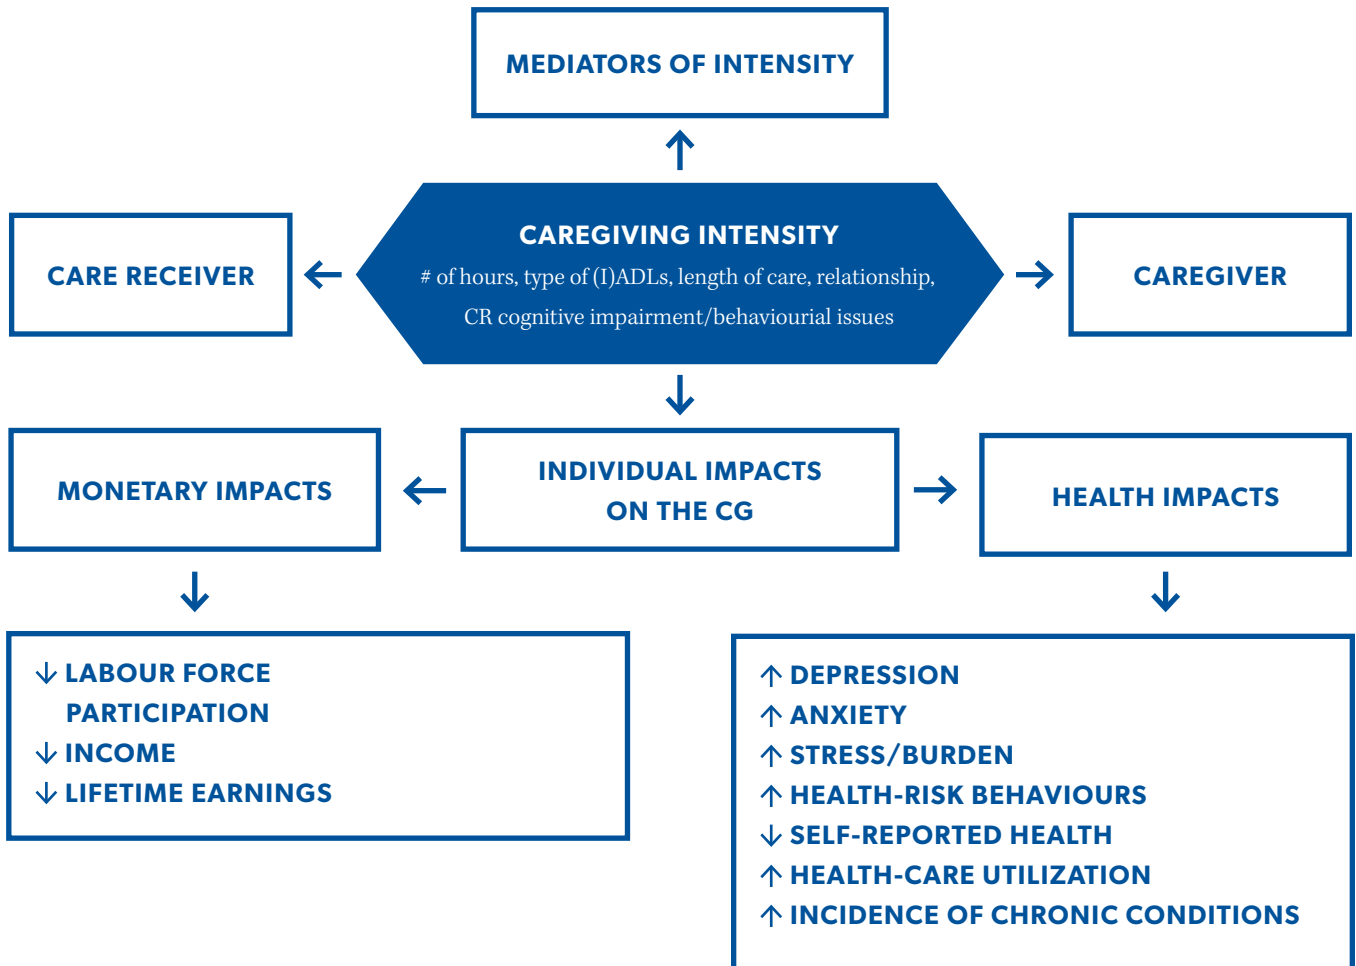 MEDIATORS OF INTENSITY
CAREGIVING INTENSITY
# of hours, type of (I)ADLs, length of care, relationship,
CR cognitive impairment/behaviourial issues
CARE RECEIVER
CAREGIVER
MONETARY IMPACTS
INDIVIDUAL IMPACTS
ON THE CG
HEALTH IMPACTS
↓ LABOUR FORCE
PARTICIPATION
↓ INCOME
↓ LIFETIME EARNINGS
↑ DEPRESSION
↑ ANXIETY
↑ STRESS/BURDEN
↑ HEALTH-RISK BEHAVIOURS
↓ SELF-REPORTED HEALTH
↑ HEALTH-CARE UTILIZATION
↑ INCIDENCE OF CHRONIC CONDITIONS